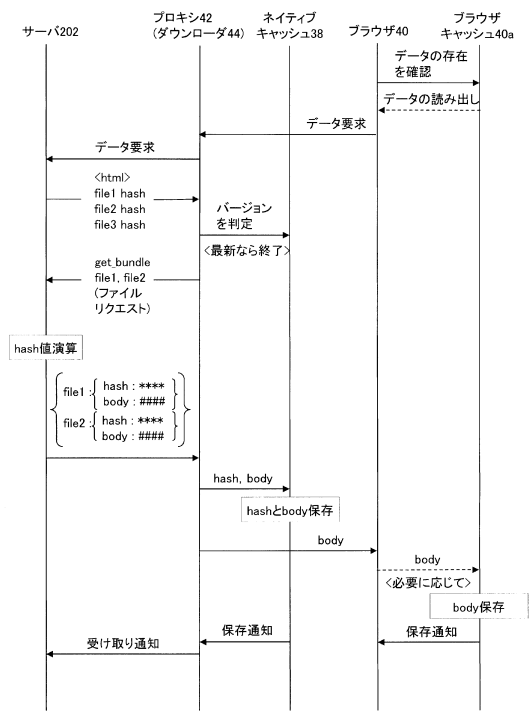 サーバ202
プロキシ42
(ダウンローダ44)
ネイティブ
キャッシュ38
ブラウザ40
ブラウザ
キャッシュ40a
データの存在
を確認
データの読み出し
データ要求
データ要求
<html>
file1 hash
file2 hash
file3 hash
バージョン
を判定
<最新なら終了>
get_bundle
file1, file2
(ファイル
リクエスト)
hash値演算
file1 : hash : ****
body : ####
file2 : hash : ****
body : ####
hash, body
hashとbody保存
body
body
<必要に応じて>
body保存
保存通知
保存通知
受け取り通知